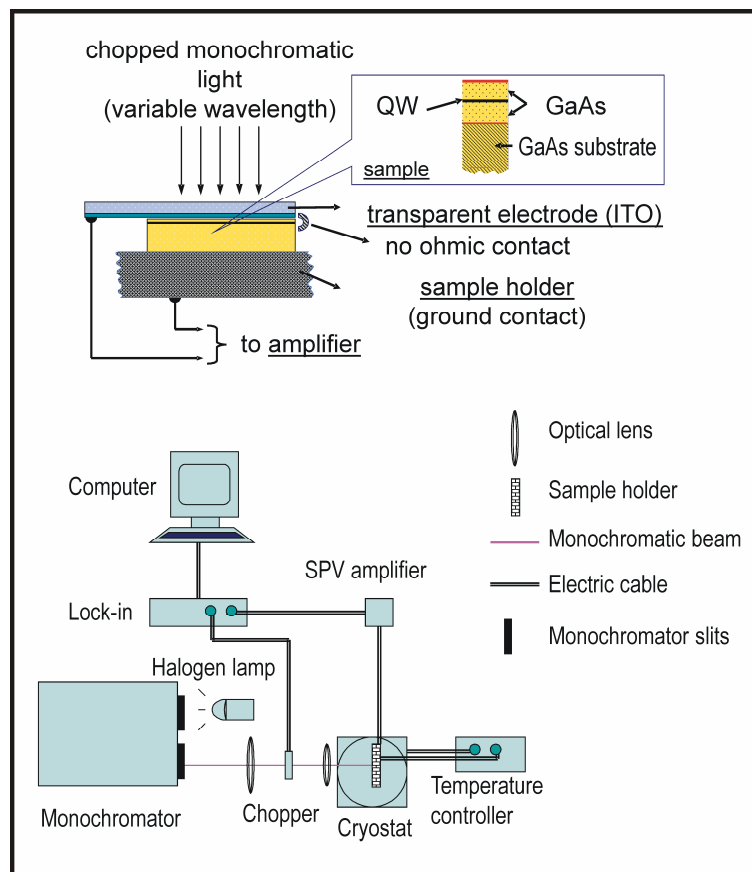 chopped monochromatic
light
(variable wavelength)
QW
GaAs
GaAs substrate
sample
transparent electrode (ITO)
no ohmic contact
sample holder
(ground contact)
to amplifier
Optical lens
Computer
Sample holder
Monochromatic beam
SPV amplifier
Electric cable
Lock-in
Monochromator slits
Halogen lamp
Monochromator
Chopper
Cryostat
Temperature
controller